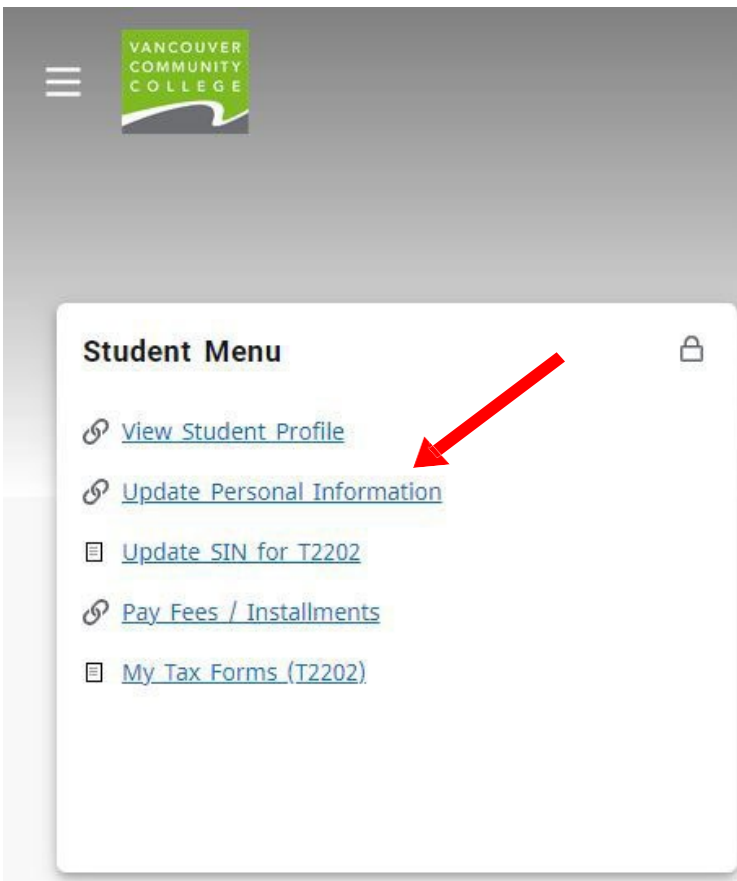 VANCOUVER
COMMUNITY
COLLEGE
Student Menu
View Student Profile
Update Personal Information
Update SIN for T2202
Pay Fees / Installments
My Tax Forms (T2202)